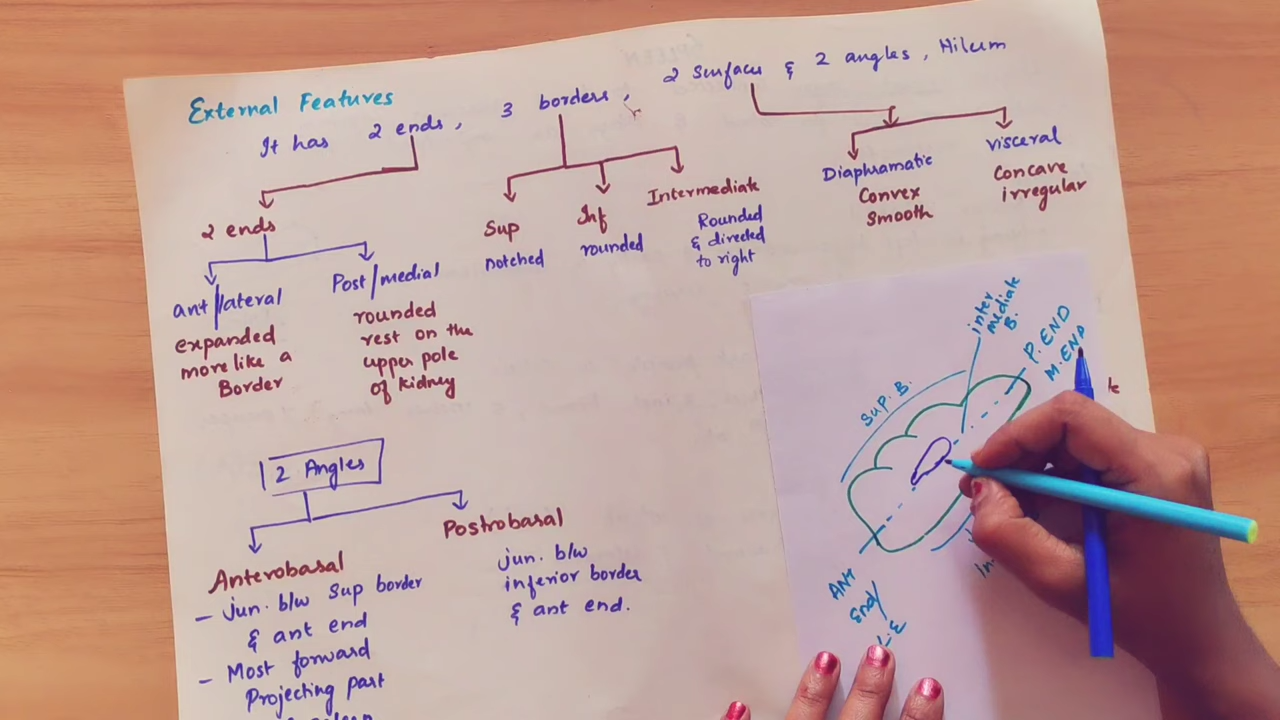 External Features
It has 2 ends, 3 borders, 2 surfaces & 2 angles, Hilum
2 ends
ant/lateral
expanded
more like a
Border
Post/medial
rounded
rest on the
upper pole
of kidney
Sup
notched
Inf
rounded
Intermediate
Rounded
& directed
to right
Diaphramatic
Convex
Smooth
visceral
Concave
irregular
2 Angles
Anterobasal
- Jun. b/w Sup border
& ant end
- Most forward
Projecting part
Postrobasal
jun. b/w
inferior border
& ant end.
inter
mediate
B.
P. END
M. END
Sup. B.
ANT
End/
L.E